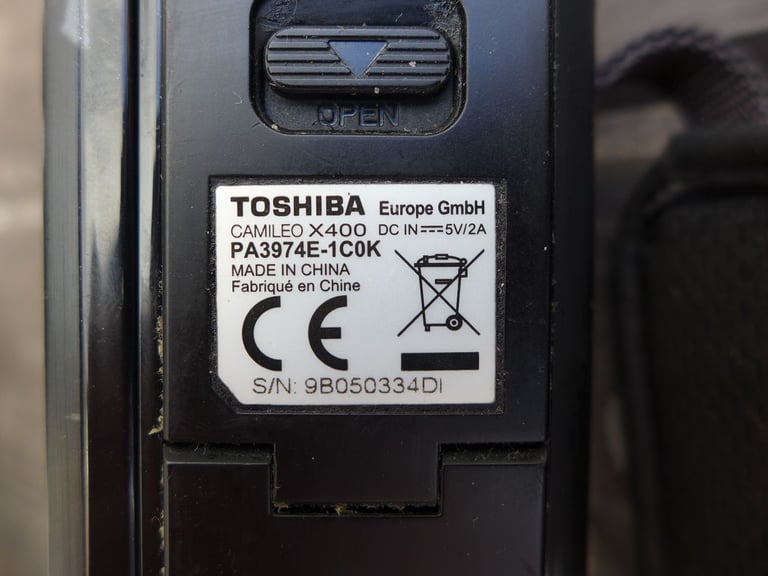 OPEN
TOSHIBA Europe GmbH
CAMILEO X400 DC IN ⎓ 5V/2A
PA3974E-1C0K
MADE IN CHINA
Fabriqué en Chine
CE
S/N: 9B050334DI